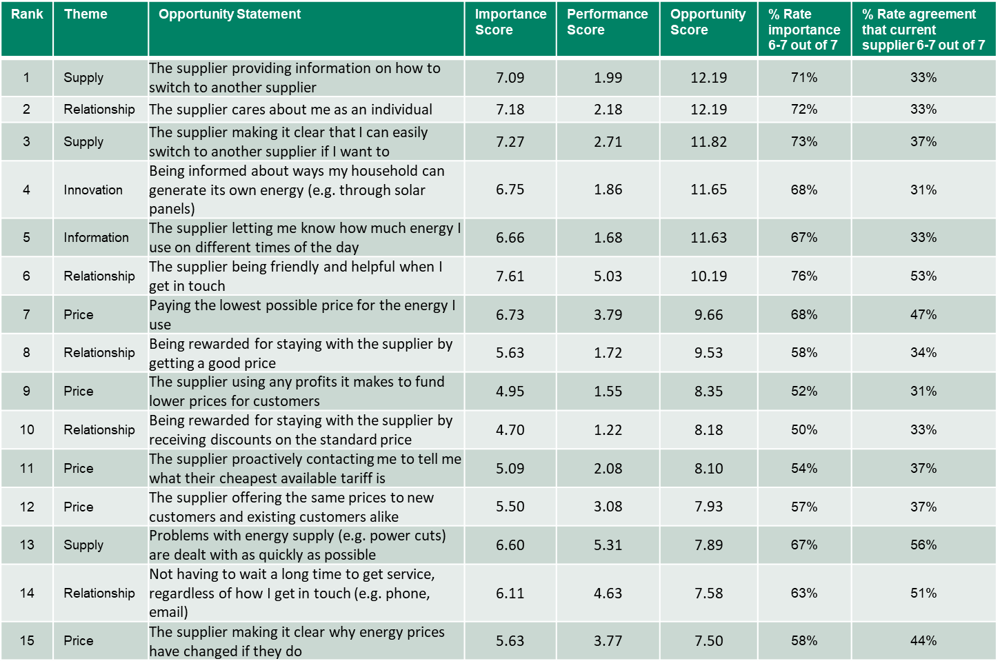 Rank Theme Opportunity Statement Importance Score Performance Score Opportunity Score % Rate importance 6-7 out of 7 % Rate agreement that current supplier 6-7 out of 7
1 Supply The supplier providing information on how to switch to another supplier 7.09 1.99 12.19 71% 33%
2 Relationship The supplier cares about me as an individual 7.18 2.18 12.19 72% 33%
3 Supply The supplier making it clear that I can easily switch to another supplier if I want to 7.27 2.71 11.82 73% 37%
4 Innovation Being informed about ways my household can generate its own energy (e.g. through solar panels) 6.75 1.86 11.65 68% 31%
5 Information The supplier letting me know how much energy I use on different times of the day 6.66 1.68 11.63 67% 33%
6 Relationship The supplier being friendly and helpful when I get in touch 7.61 5.03 10.19 76% 53%
7 Price Paying the lowest possible price for the energy I use 6.73 3.79 9.66 68% 47%
8 Relationship Being rewarded for staying with the supplier by getting a good price 5.63 1.72 9.53 58% 34%
9 Price The supplier using any profits it makes to fund lower prices for customers 4.95 1.55 8.35 52% 31%
10 Relationship Being rewarded for staying with the supplier by receiving discounts on the standard price 4.70 1.22 8.18 50% 33%
11 Price The supplier proactively contacting me to tell me what their cheapest available tariff is 5.09 2.08 8.10 54% 37%
12 Price The supplier offering the same prices to new customers and existing customers alike 5.50 3.08 7.93 57% 37%
13 Supply Problems with energy supply (e.g. power cuts) are dealt with as quickly as possible 6.60 5.31 7.89 67% 56%
14 Relationship Not having to wait a long time to get service, regardless of how I get in touch (e.g. phone, email) 6.11 4.63 7.58 63% 51%
15 Price The supplier making it clear why energy prices have changed if they do 5.63 3.77 7.50 58% 44%